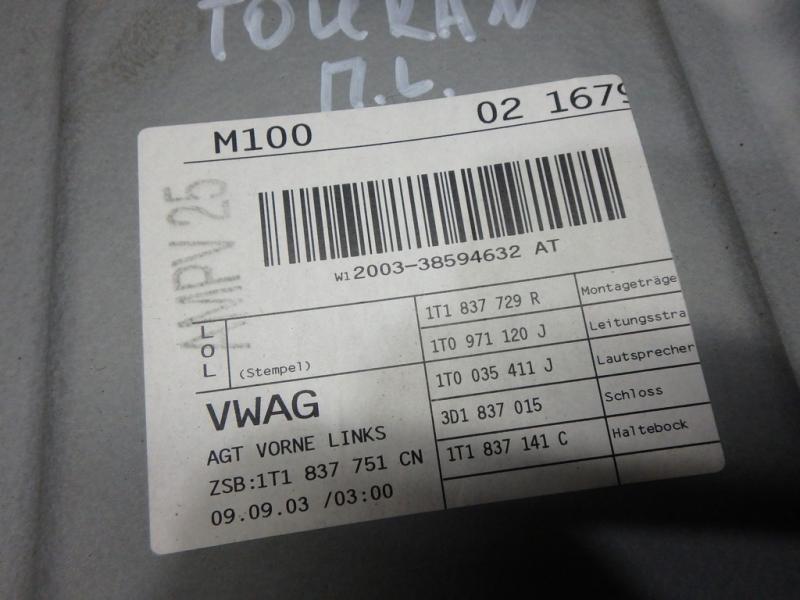 TOURAN
П.L.
M100 02 1679
AMPV 25
W12003-38594632 AT
LOL
(Stempel)
1T1 837 729 R Montageträge
1T0 971 120 J Leitungsstra
1T0 035 411 J Lautsprecher
3D1 837 015 Schloss
1T1 837 141 C Haltebock
VWAG
AGT VORNE LINKS
ZSB:1T1 837 751 CN
09.09.03 /03:00